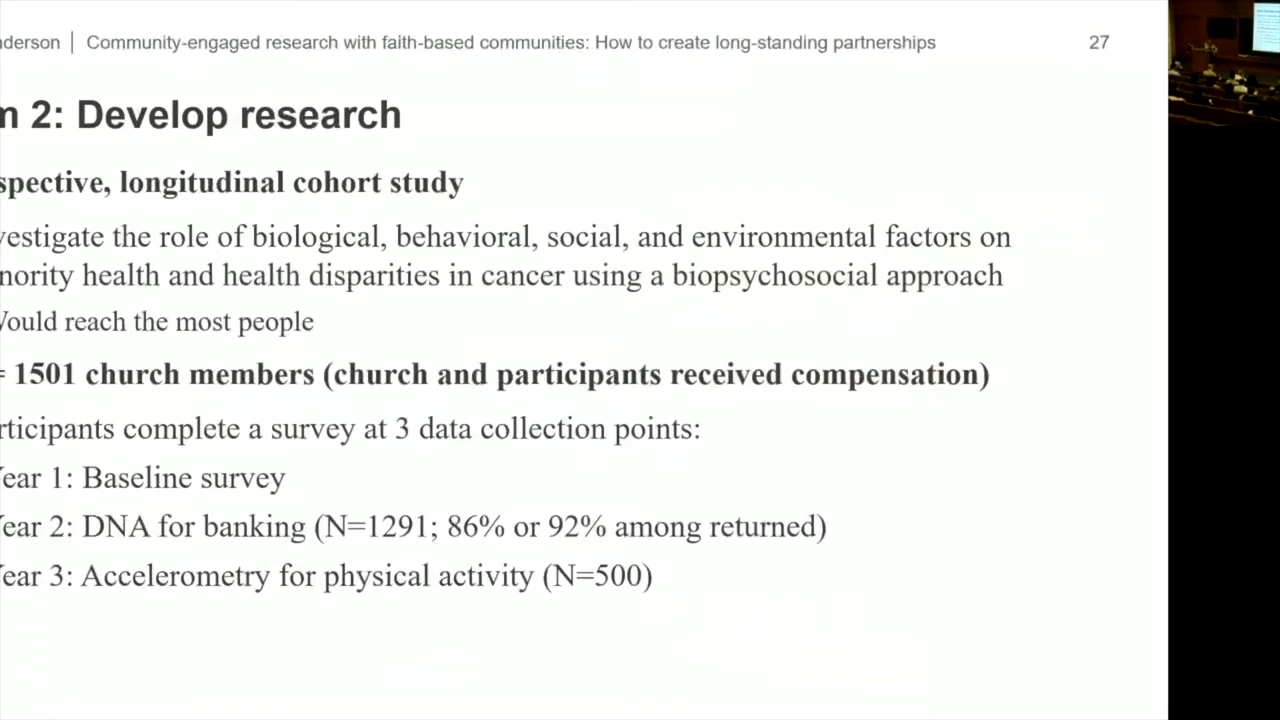 nderson | Community-engaged research with faith-based communities: How to create long-standing partnerships 27
m 2: Develop research
spective, longitudinal cohort study
vestigate the role of biological, behavioral, social, and environmental factors on
nority health and health disparities in cancer using a biopsychosocial approach
Would reach the most people
= 1501 church members (church and participants received compensation)
rticipants complete a survey at 3 data collection points:
Year 1: Baseline survey
Year 2: DNA for banking (N=1291; 86% or 92% among returned)
Year 3: Accelerometry for physical activity (N=500)